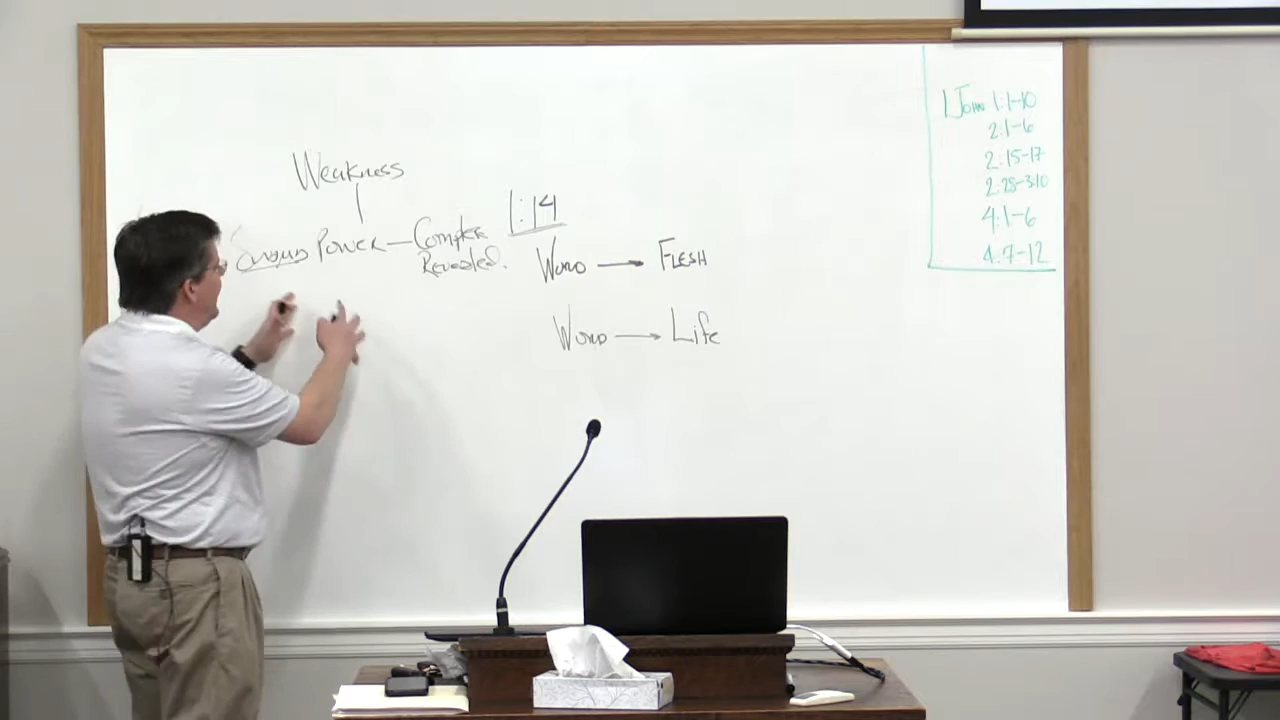 Weakness
Power — Complete
Revealed.
1:14
Word → Flesh
Word → Life
1 John 1:1-10
2:1-6
2:15-17
2:28-3:10
4:1-6
4:7-12